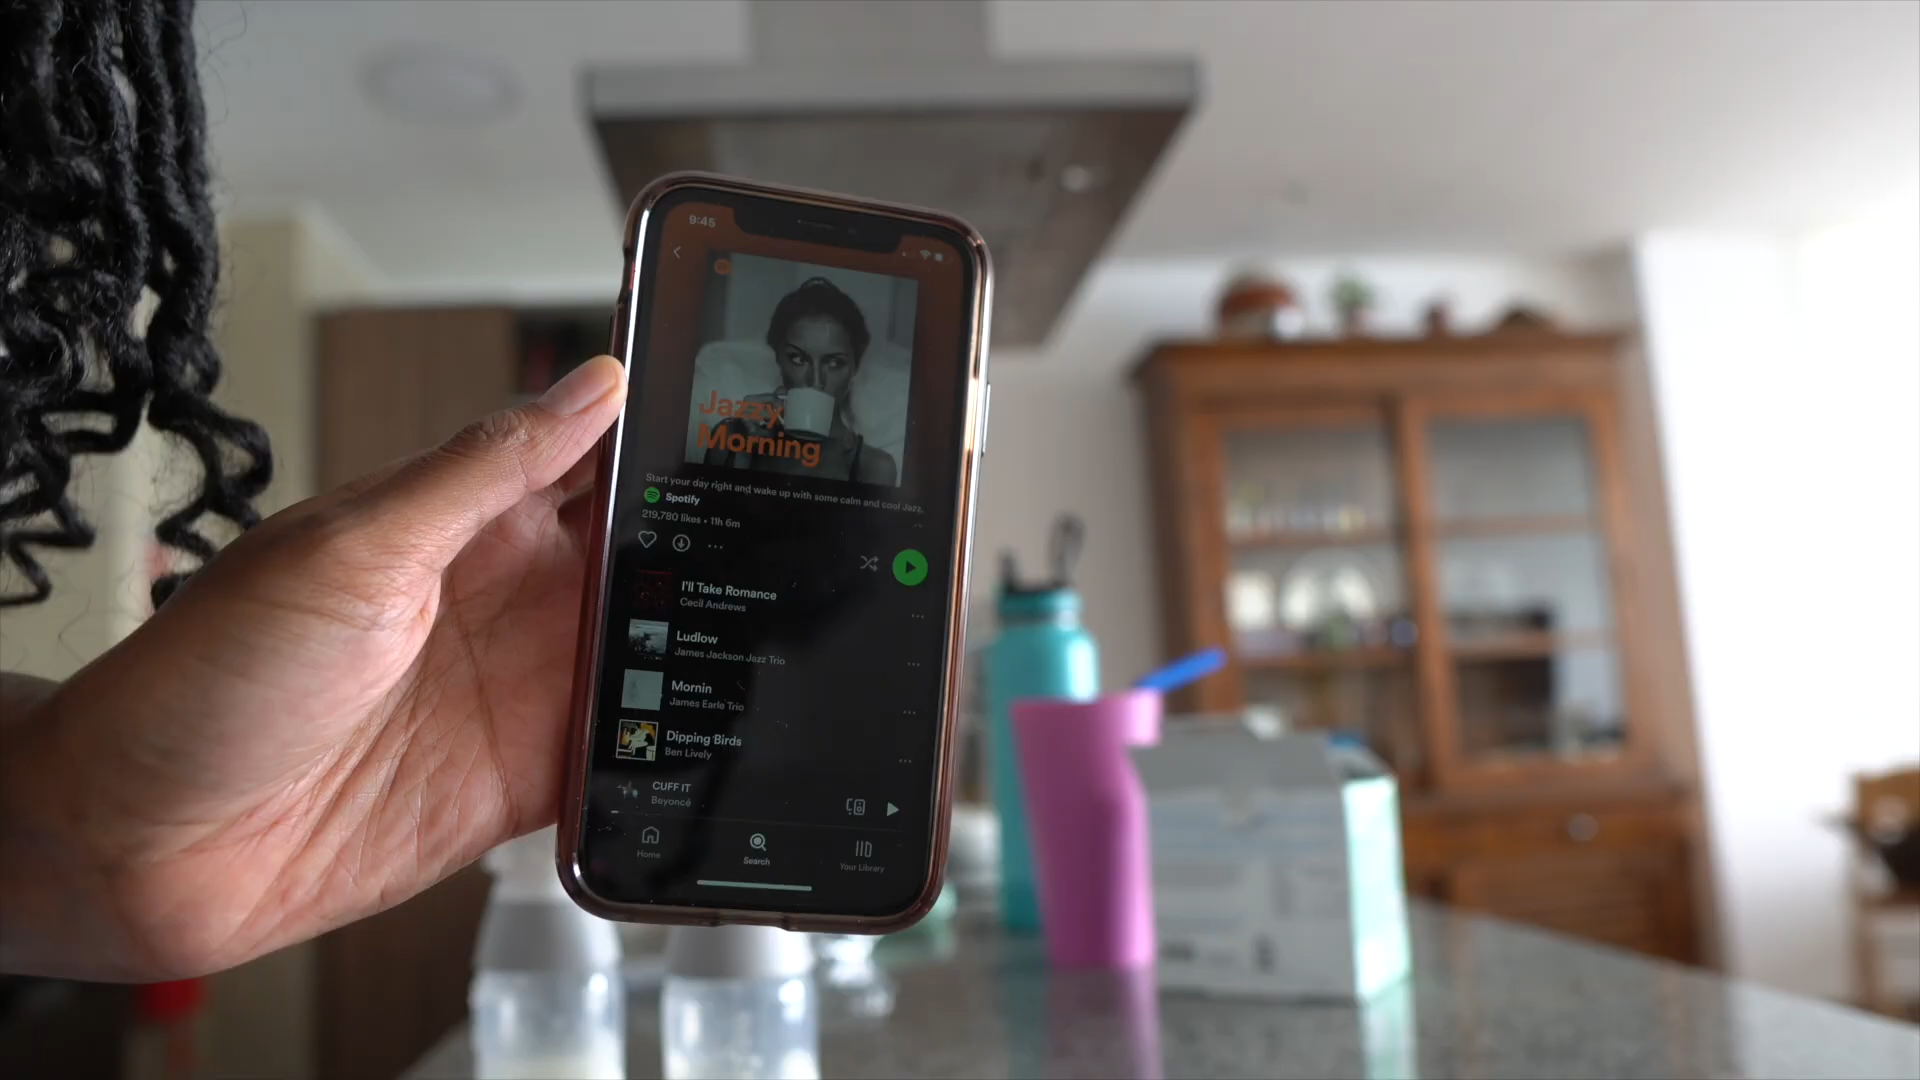 9:45
Jazzy
Morning
Start your day right and wake up with some calm and cool Jazz.
Spotify
219,780 likes • 11h 6m
I'll Take Romance
Cecil Andrews
Ludlow
James Jackson Jazz Trio
Mornin
James Earle Trio
Dipping Birds
Ben Lively
CUFF IT
Beyoncé
Home
Search
Your Library